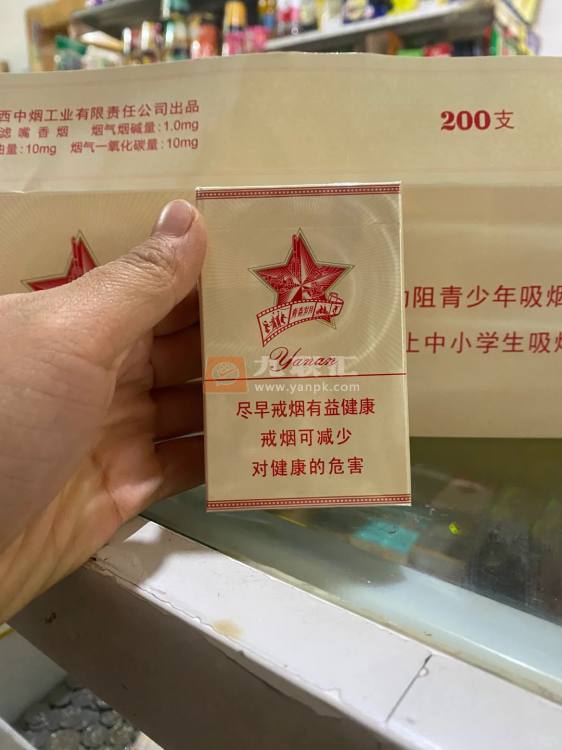 西中烟工业有限责任公司出品
滤嘴香烟 烟气烟碱量:1.0mg
油量:10mg 烟气一氧化碳量:10mg
200支
劝阻青少年吸烟
止中小学生吸烟
Yanan
www.yanpk.com
尽早戒烟有益健康
戒烟可减少
对健康的危害